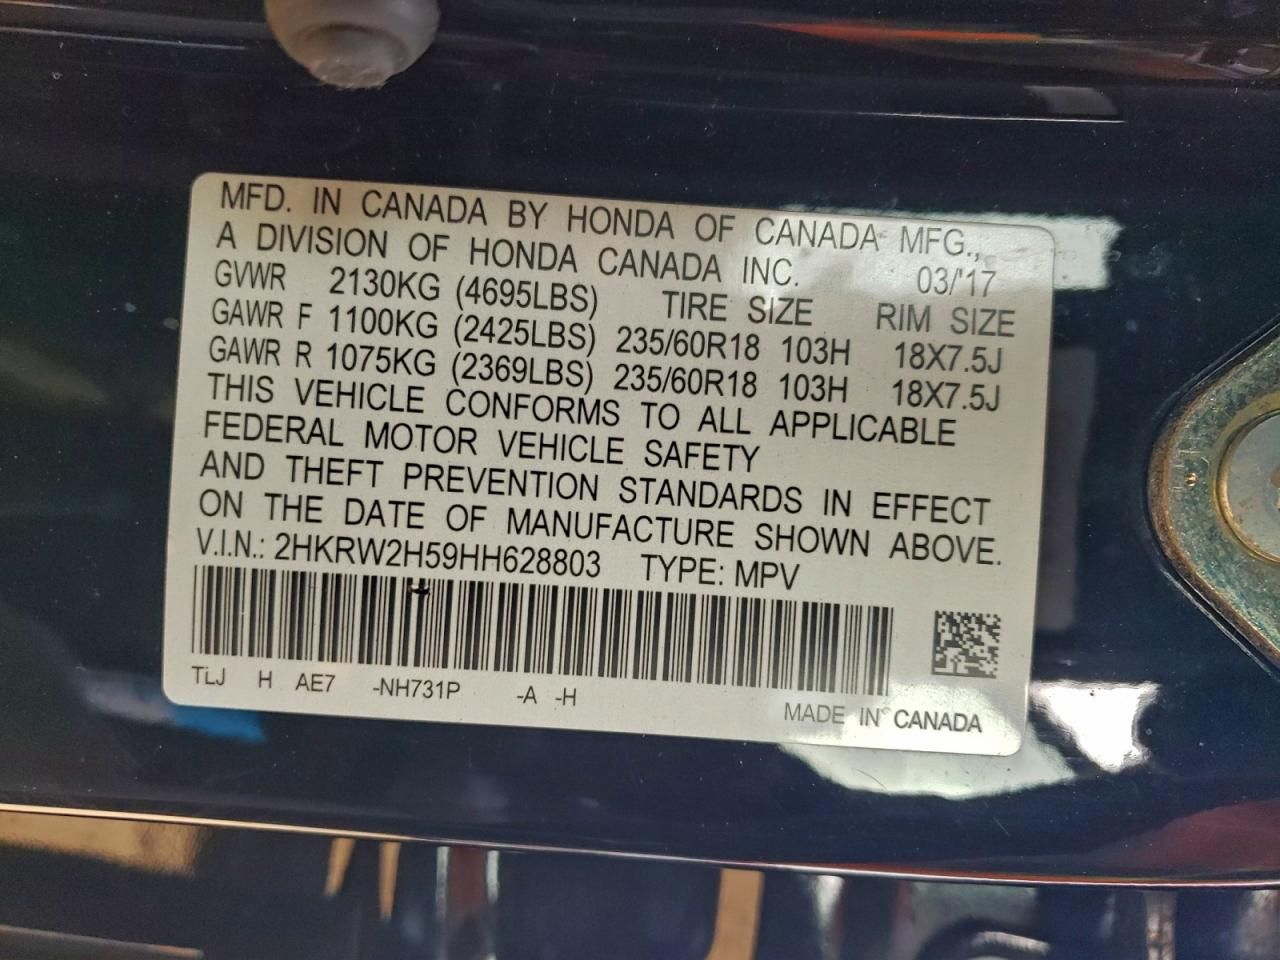 MFD. IN CANADA BY HONDA OF CANADA MFG.,
A DIVISION OF HONDA CANADA INC. 03/'17
GVWR 2130KG (4695LBS) TIRE SIZE RIM SIZE
GAWR F 1100KG (2425LBS) 235/60R18 103H 18X7.5J
GAWR R 1075KG (2369LBS) 235/60R18 103H 18X7.5J
THIS VEHICLE CONFORMS TO ALL APPLICABLE
FEDERAL MOTOR VEHICLE SAFETY
AND THEFT PREVENTION STANDARDS IN EFFECT
ON THE DATE OF MANUFACTURE SHOWN ABOVE.
V.I.N.: 2HKRW2H59HH628803 TYPE: MPV
TLJ H AE7 -NH731P -A -H
MADE IN CANADA